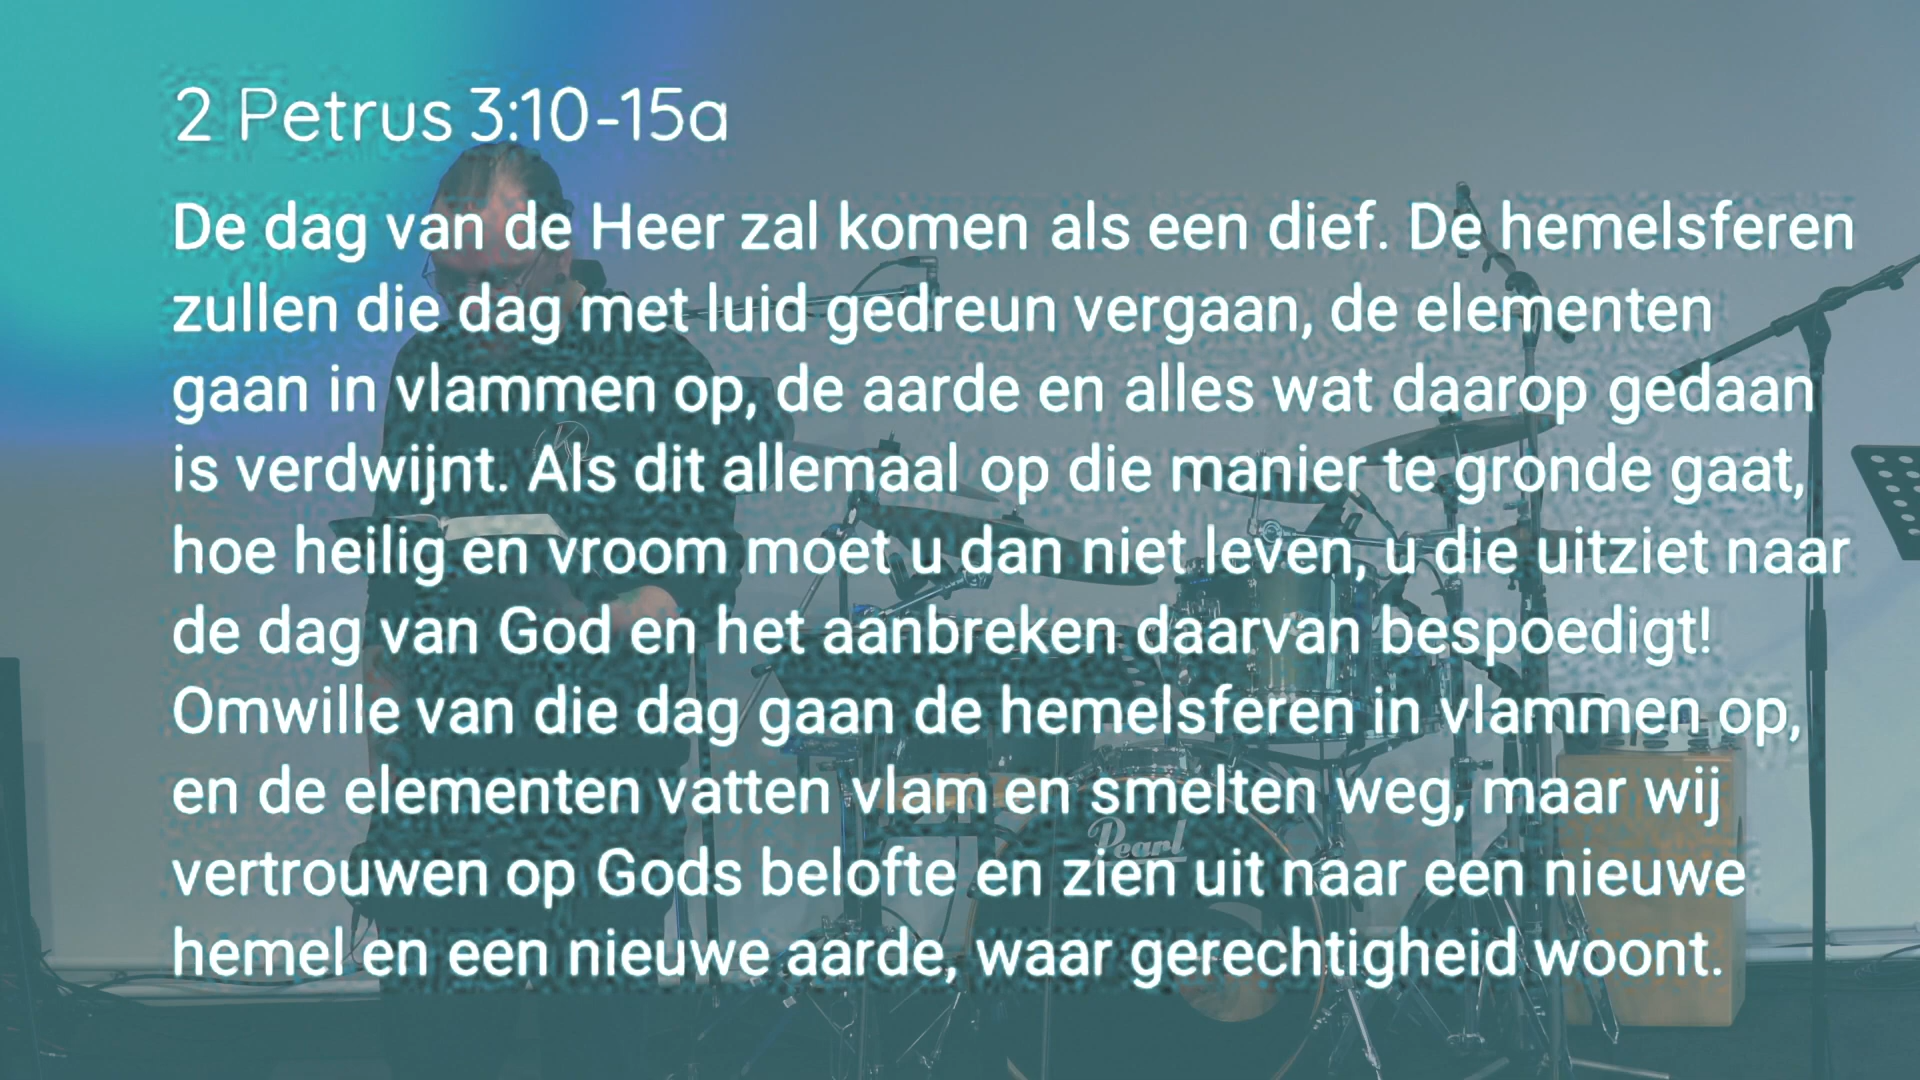 2 Petrus 3:10-15a
De dag van de Heer zal komen als een dief. De hemelsferen
zullen die dag met luid gedreun vergaan, de elementen
gaan in vlammen op, de aarde en alles wat daarop gedaan
is verdwijnt. Als dit allemaal op die manier te gronde gaat,
hoe heilig en vroom moet u dan niet leven, u die uitziet naar
de dag van God en het aanbreken daarvan bespoedigt!
Omwille van die dag gaan de hemelsferen in vlammen op,
en de elementen vatten vlam en smelten weg, maar wij
Pearl
vertrouwen op Gods belofte en zien uit naar een nieuwe
hemel en een nieuwe aarde, waar gerechtigheid woont.